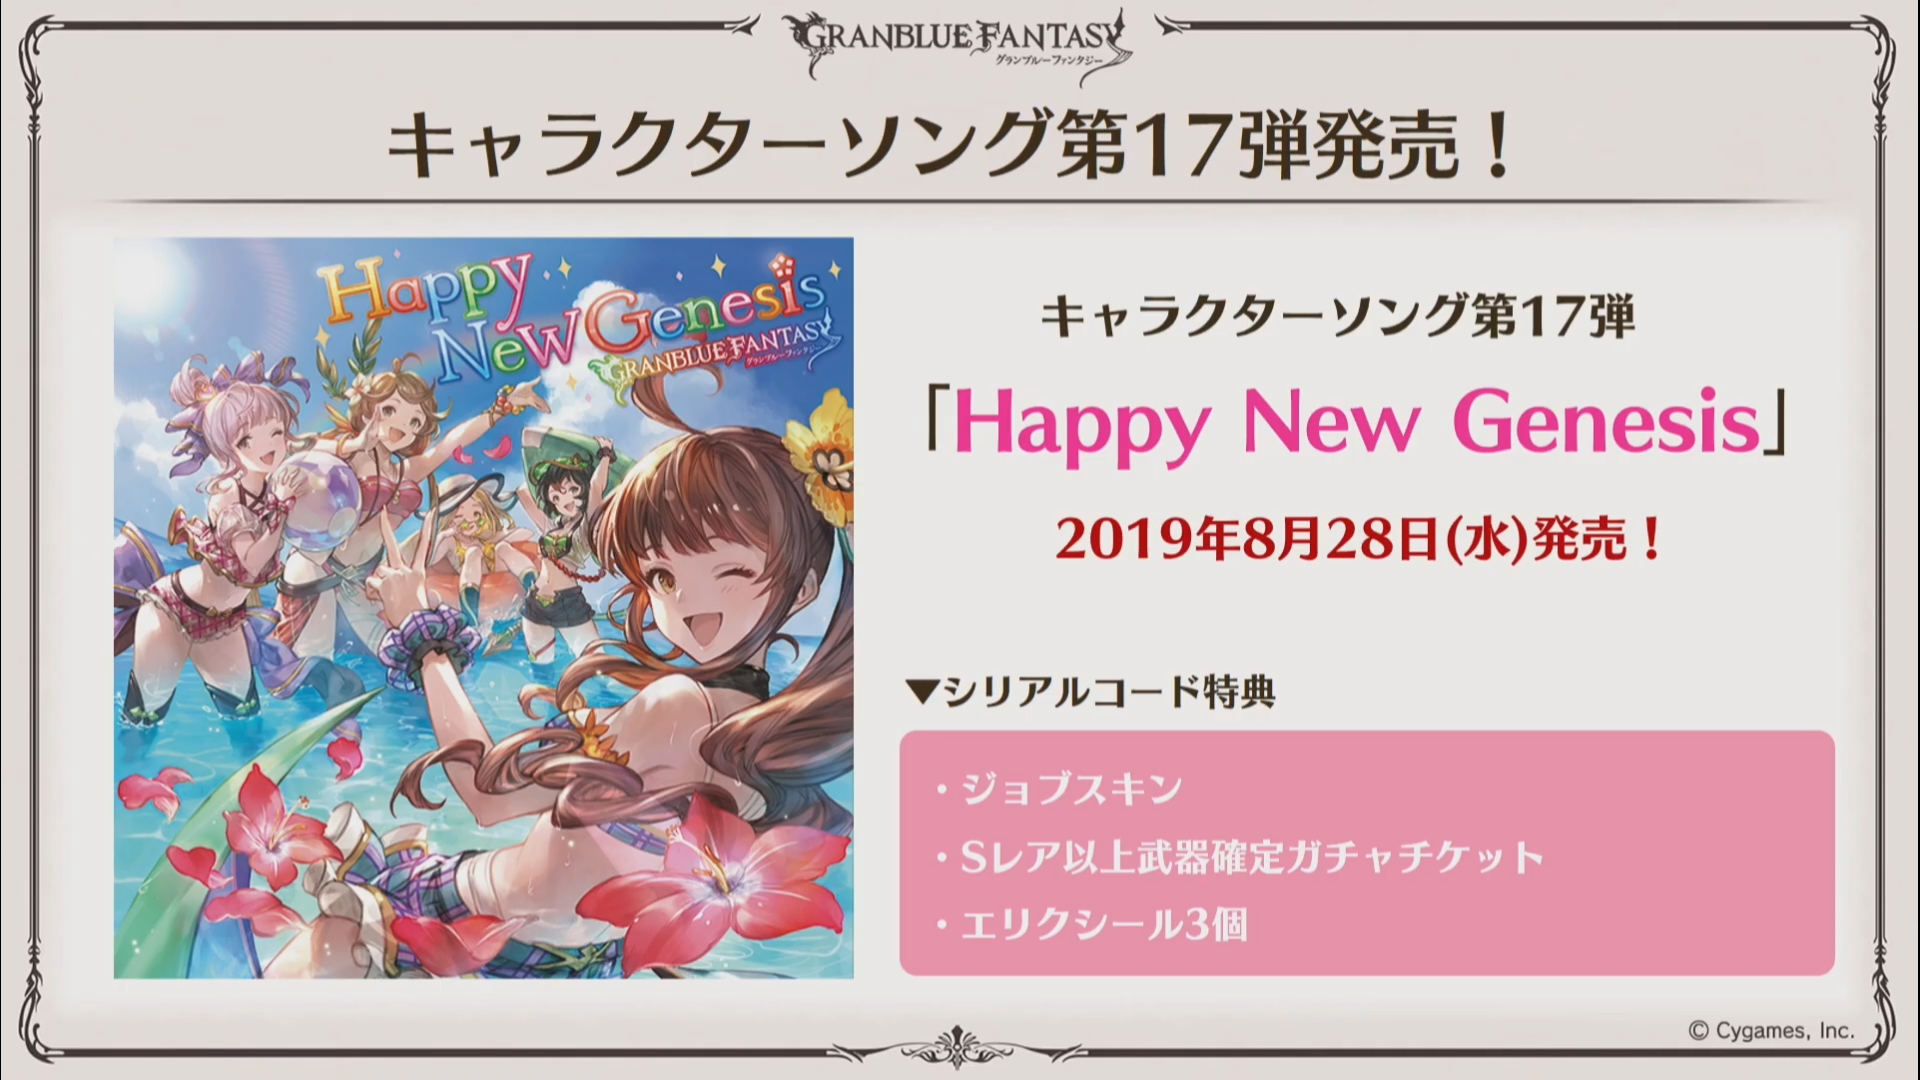 GRANBLUE FANTASY
グランブルーファンタジー
キャラクターソング第17弾発売！
Happy
New Genesis
GRANBLUE FANTASY
グランブルーファンタジー
キャラクターソング第17弾
「Happy New Genesis」
2019年8月28日(水)発売！
▼シリアルコード特典
・ジョブスキン
・Sレア以上武器確定ガチャチケット
・エリクシール3個
© Cygames, Inc.